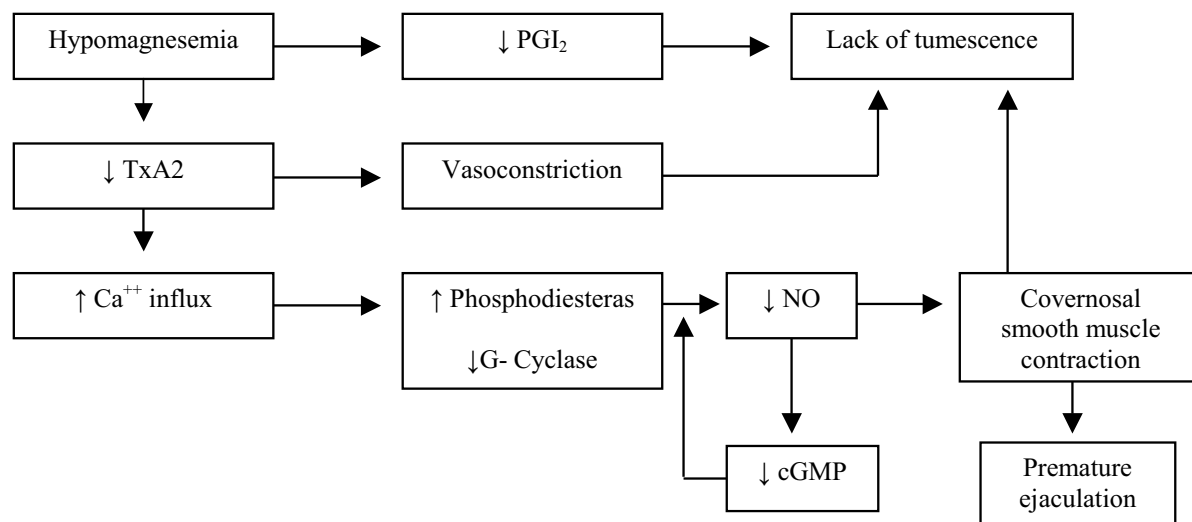 Hypomagnesemia
↓ PGI₂
Lack of tumescence
↓ TxA2
Vasoconstriction
↑ Ca⁺⁺ influx
↑ Phosphodiesteras
↓G- Cyclase
↓ NO
Covernosal
smooth muscle
contraction
↓ cGMP
Premature
ejaculation